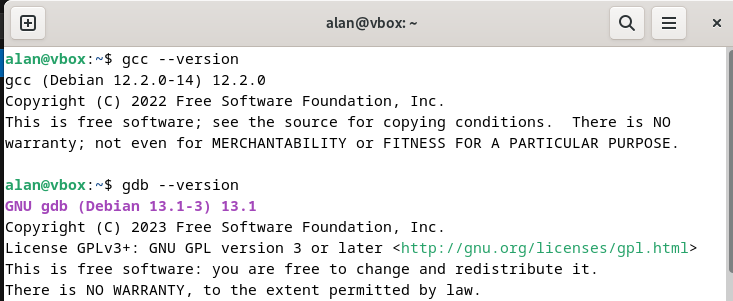 alan@vbox: ~
alan@vbox:~$ gcc --version
gcc (Debian 12.2.0-14) 12.2.0
Copyright (C) 2022 Free Software Foundation, Inc.
This is free software; see the source for copying conditions.  There is NO
warranty; not even for MERCHANTABILITY or FITNESS FOR A PARTICULAR PURPOSE.
alan@vbox:~$ gdb --version
GNU gdb (Debian 13.1-3) 13.1
Copyright (C) 2023 Free Software Foundation, Inc.
License GPLv3+: GNU GPL version 3 or later <http://gnu.org/licenses/gpl.html>
This is free software: you are free to change and redistribute it.
There is NO WARRANTY, to the extent permitted by law.